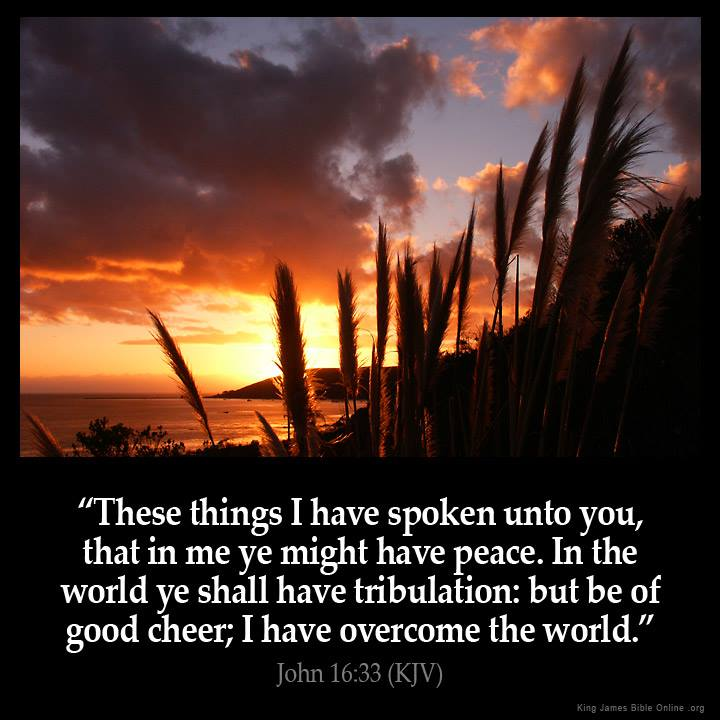 “These things I have spoken unto you,
that in me ye might have peace. In the
world ye shall have tribulation: but be of
good cheer; I have overcome the world.”
John 16:33 (KJV)
King James Bible Online .org